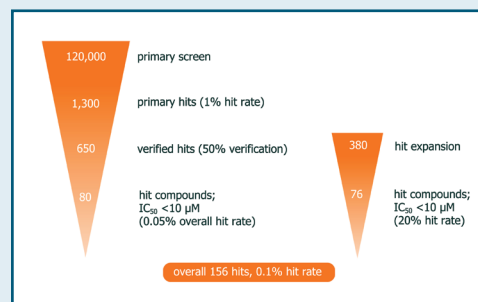 120,000 primary screen
1,300 primary hits (1% hit rate)
650 verified hits (50% verification)
80 hit compounds;
IC₅₀ <10 µM
(0.05% overall hit rate)
380 hit expansion
76 hit compounds;
IC₅₀ <10 µM
(20% hit rate)
overall 156 hits, 0.1% hit rate